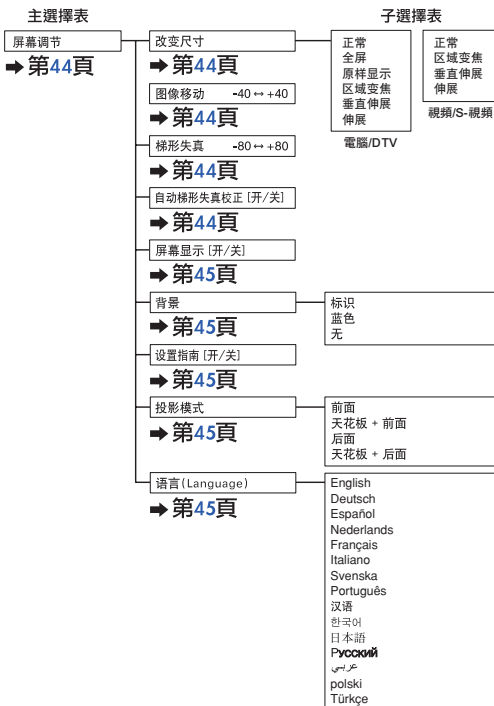 主選擇表
子選擇表
屏幕调节
➡ 第44頁
改变尺寸
➡ 第44頁
正常
全屏
原样显示
区域变焦
垂直伸展
伸展
電腦/DTV
正常
区域变焦
垂直伸展
伸展
視頻/S-視頻
图像移动 -40 ↔ +40
➡ 第44頁
梯形失真 -80 ↔ +80
➡ 第44頁
自动梯形失真校正 [开/关]
➡ 第44頁
屏幕显示 [开/关]
➡ 第45頁
背景
➡ 第45頁
标识
蓝色
无
设置指南 [开/关]
➡ 第45頁
投影模式
➡ 第45頁
前面
天花板 + 前面
后面
天花板 + 后面
语言(Language)
➡ 第45頁
English
Deutsch
Español
Nederlands
Français
Italiano
Svenska
Português
汉语
한국어
日本語
Русский
عربي
polski
Türkçe